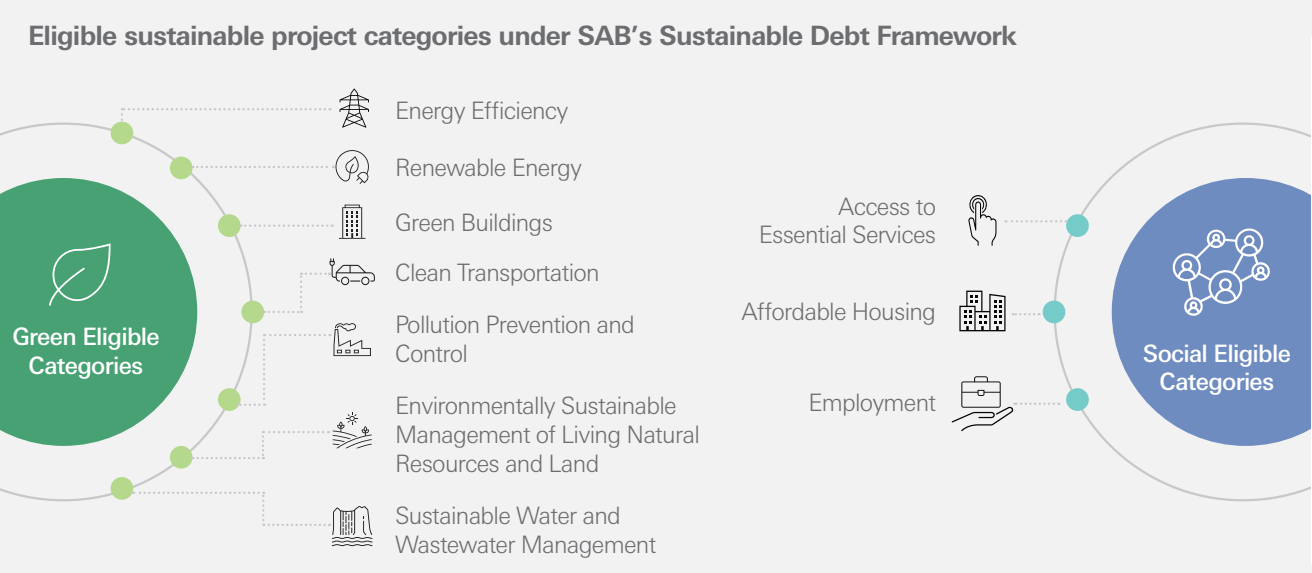 Eligible sustainable project categories under SAB’s Sustainable Debt Framework
Green Eligible
Categories
Energy Efficiency
Renewable Energy
Green Buildings
Clean Transportation
Pollution Prevention and
Control
Environmentally Sustainable
Management of Living Natural
Resources and Land
Sustainable Water and
Wastewater Management
Access to
Essential Services
Affordable Housing
Employment
Social Eligible
Categories